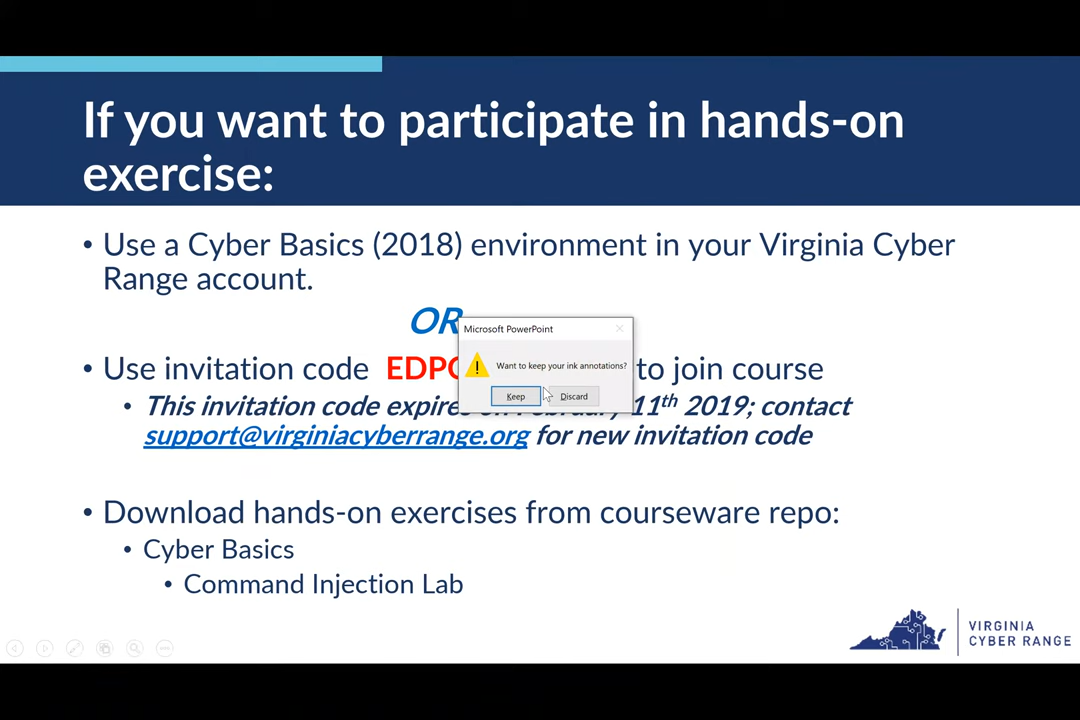 If you want to participate in hands-on
exercise:
• Use a Cyber Basics (2018) environment in your Virginia Cyber
Range account.
OR
Microsoft PowerPoint
Want to keep your ink annotations?
Keep Discard
• Use invitation code to join course
• This invitation code expires on February 11th 2019; contact
support@virginiacyberrange.org for new invitation code
• Download hands-on exercises from courseware repo:
• Cyber Basics
• Command Injection Lab
VIRGINIA
CYBER RANGE